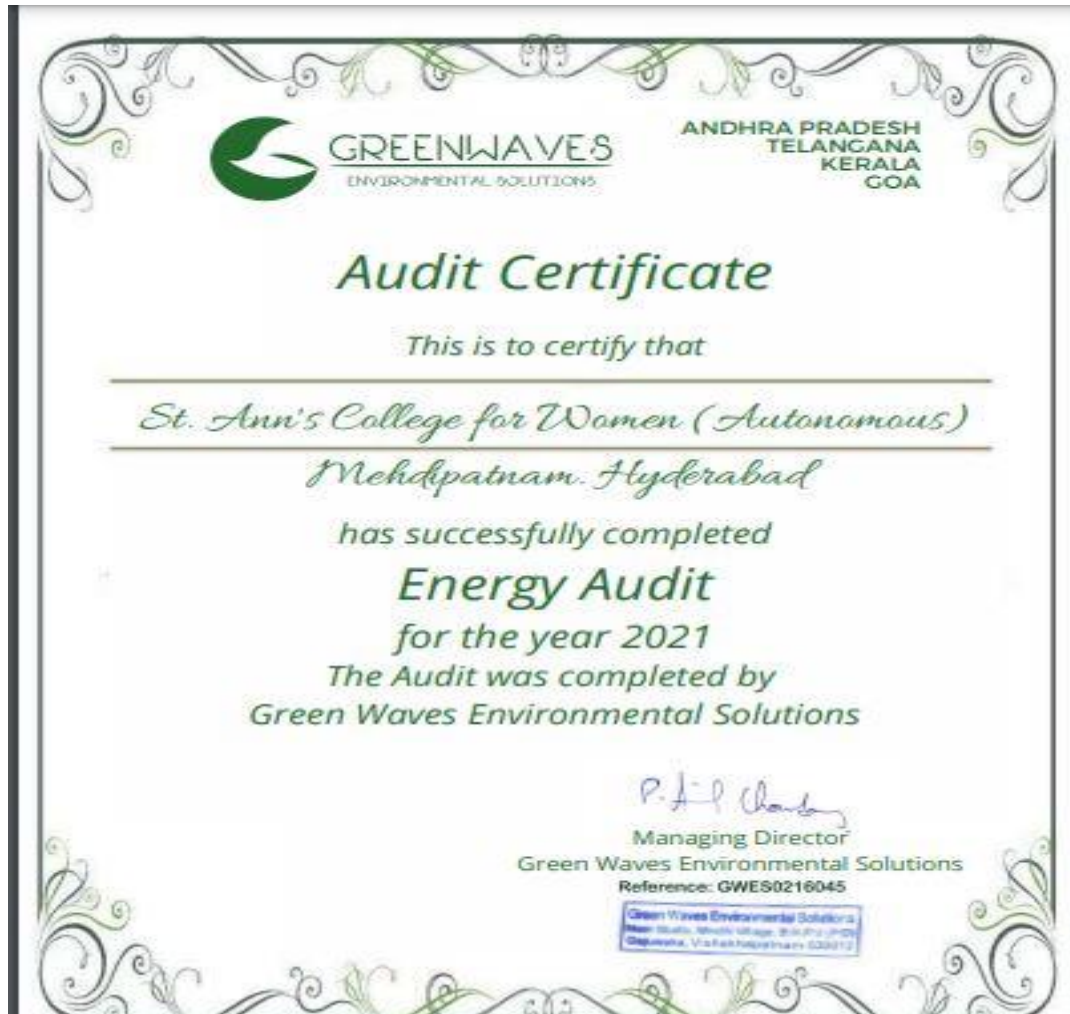 GREENWAVES
ENVIRONMENTAL SOLUTIONS
ANDHRA PRADESH
TELANGANA
KERALA
GOA
Audit Certificate
This is to certify that
St. Ann's College for Women (Autonomous)
Mehdipatnam. Hyderabad
has successfully completed
Energy Audit
for the year 2021
The Audit was completed by
Green Waves Environmental Solutions
Managing Director
Green Waves Environmental Solutions
Reference: GWES0216045
Green Waves Environmental Solutions
Gajuwaka, Visakhapatnam